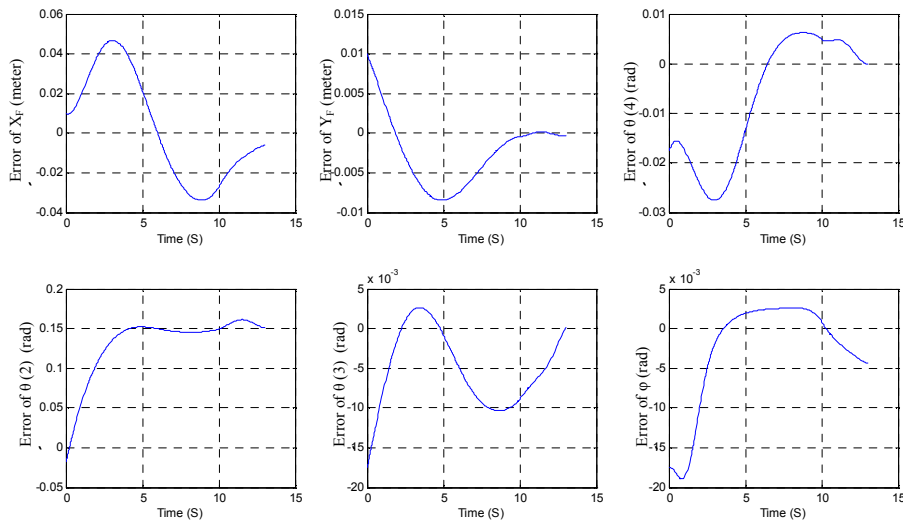 0.06
0.04
0.02
0
-0.02
-0.04
0 5 10 15
Time (S)
Error of X_F (meter)
0.015
0.01
0.005
0
-0.005
-0.01
0 5 10 15
Time (S)
Error of Y_F (meter)
0.01
0
-0.01
-0.02
-0.03
0 5 10 15
Time (S)
Error of θ (4) (rad)
0.2
0.15
0.1
0.05
0
-0.05
0 5 10 15
Time (S)
Error of θ (2) (rad)
x 10^-3
5
0
-5
-10
-15
-20
0 5 10 15
Time (S)
Error of θ (3) (rad)
x 10^-3
5
0
-5
-10
-15
-20
0 5 10 15
Time (S)
Error of φ (rad)